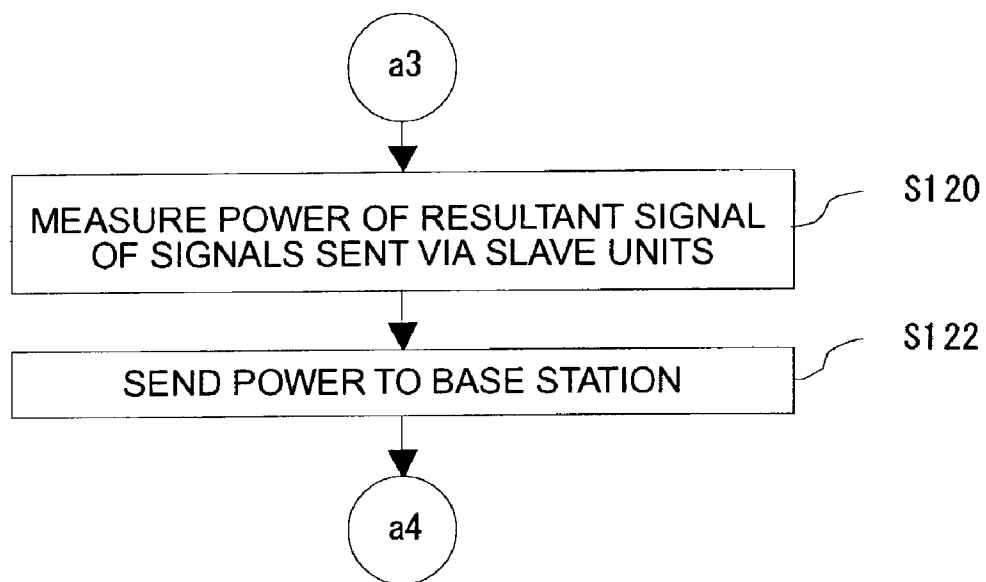 a3
MEASURE POWER OF RESULTANT SIGNAL
OF SIGNALS SENT VIA SLAVE UNITS
S120
SEND POWER TO BASE STATION
S122
a4